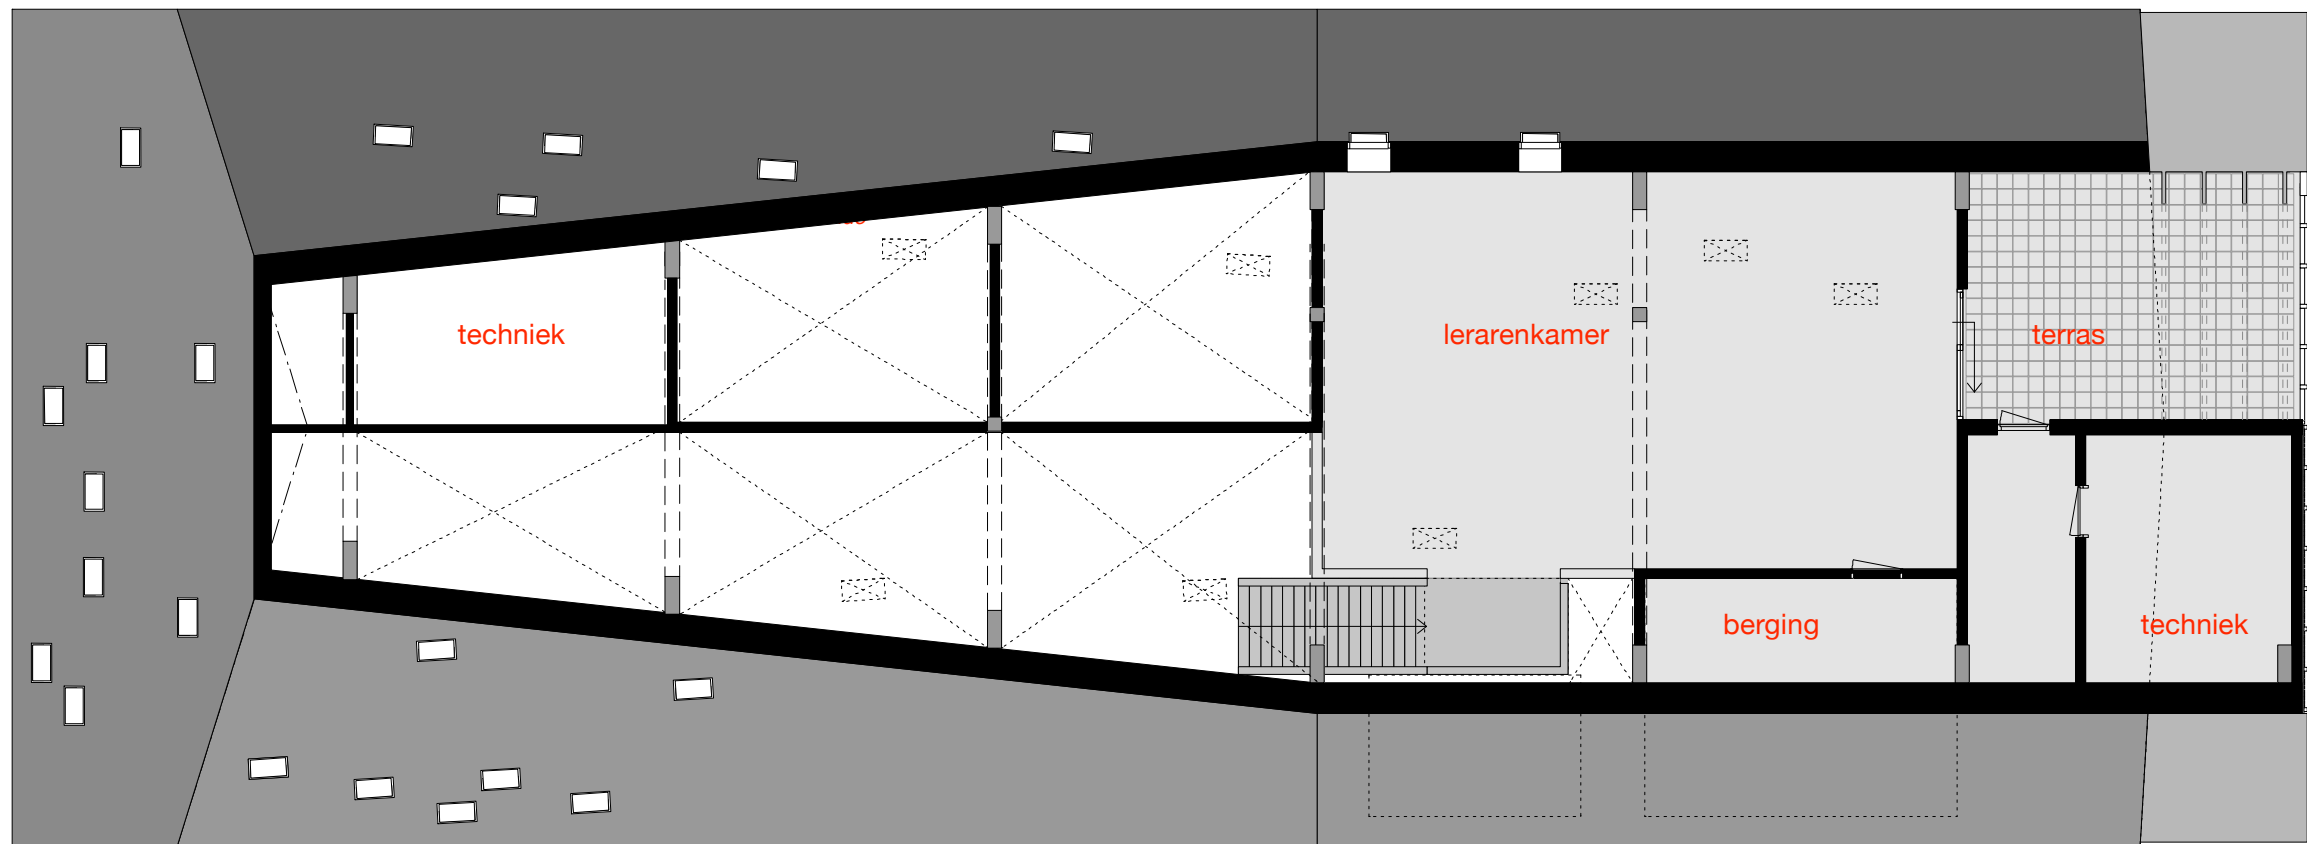 techniek
lerarenkamer
terras
berging
techniek